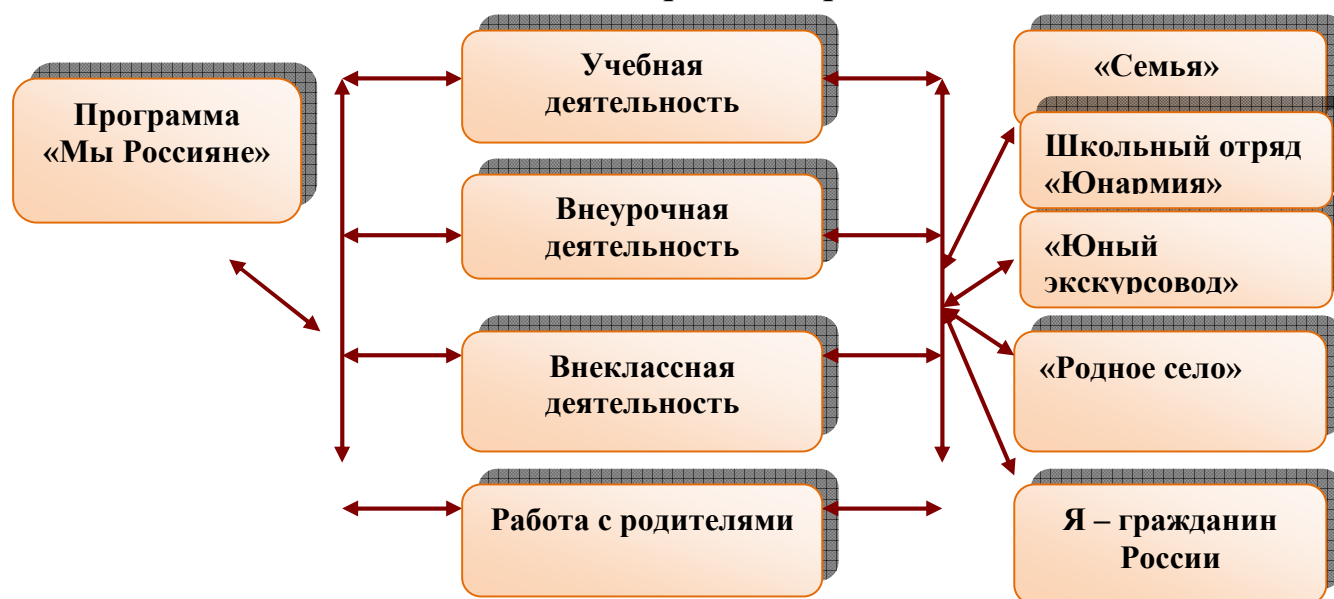 Программа
«Мы Россияне»
Учебная
деятельность
Внеурочная
деятельность
Внеклассная
деятельность
Работа с родителями
«Семья»
Школьный отряд
«Юнармия»
«Юный
экскурсовод»
«Родное село»
Я – гражданин
России